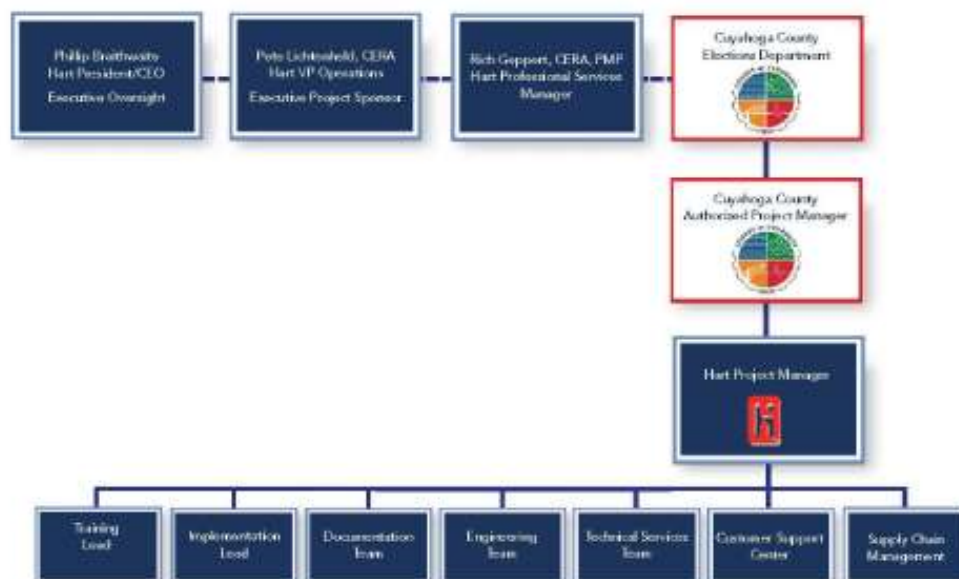 Phillip Braithwaite
Hart President/CEO
Executive Oversight
Pete Lichtenheld, CERA
Hart VP Operations
Executive Project Sponsor
Rich Geppert, CERA, PMP
Hart Professional Services
Manager
Cuyahoga County
Elections Department
Cuyahoga County
Authorized Project Manager
Hart Project Manager
Training
Lead
Implementation
Lead
Documentation
Team
Engineering
Team
Technical Services
Team
Customer Support
Center
Supply Chain
Management